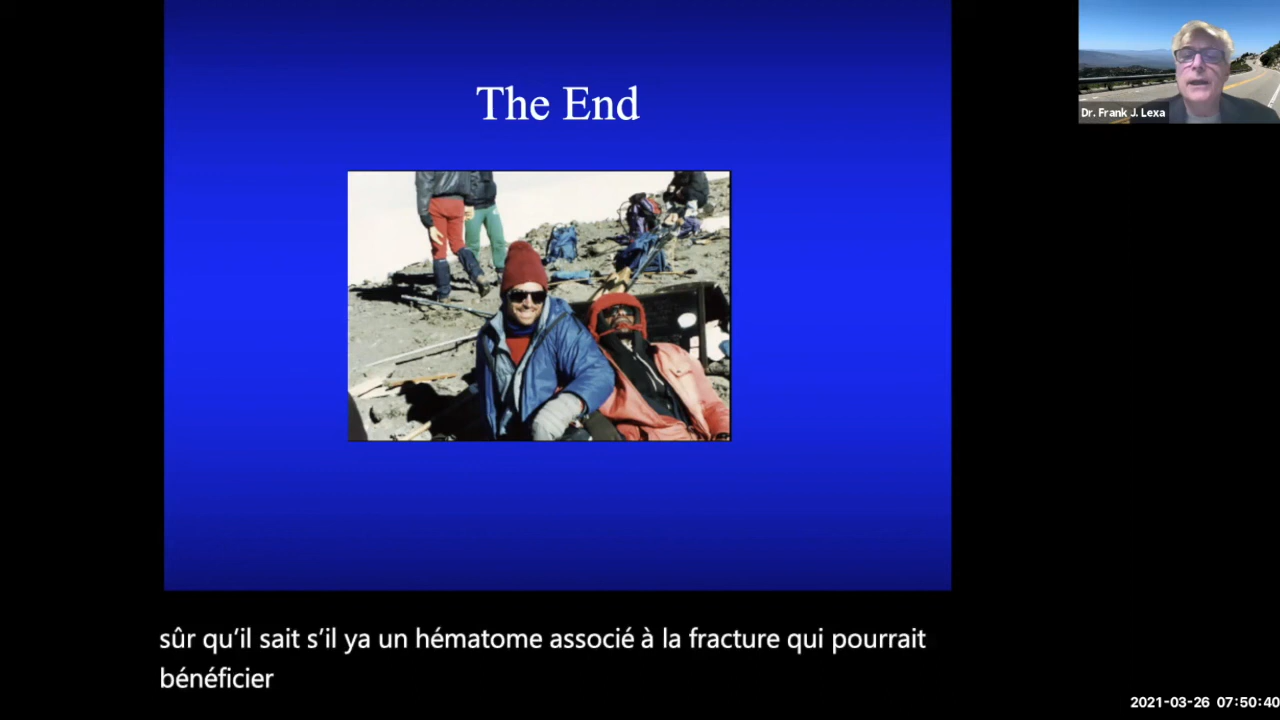 The End
Dr. Frank J. Lexa
sûr qu’il sait s’il ya un hématome associé à la fracture qui pourrait
bénéficier
2021-03-26 07:50:40